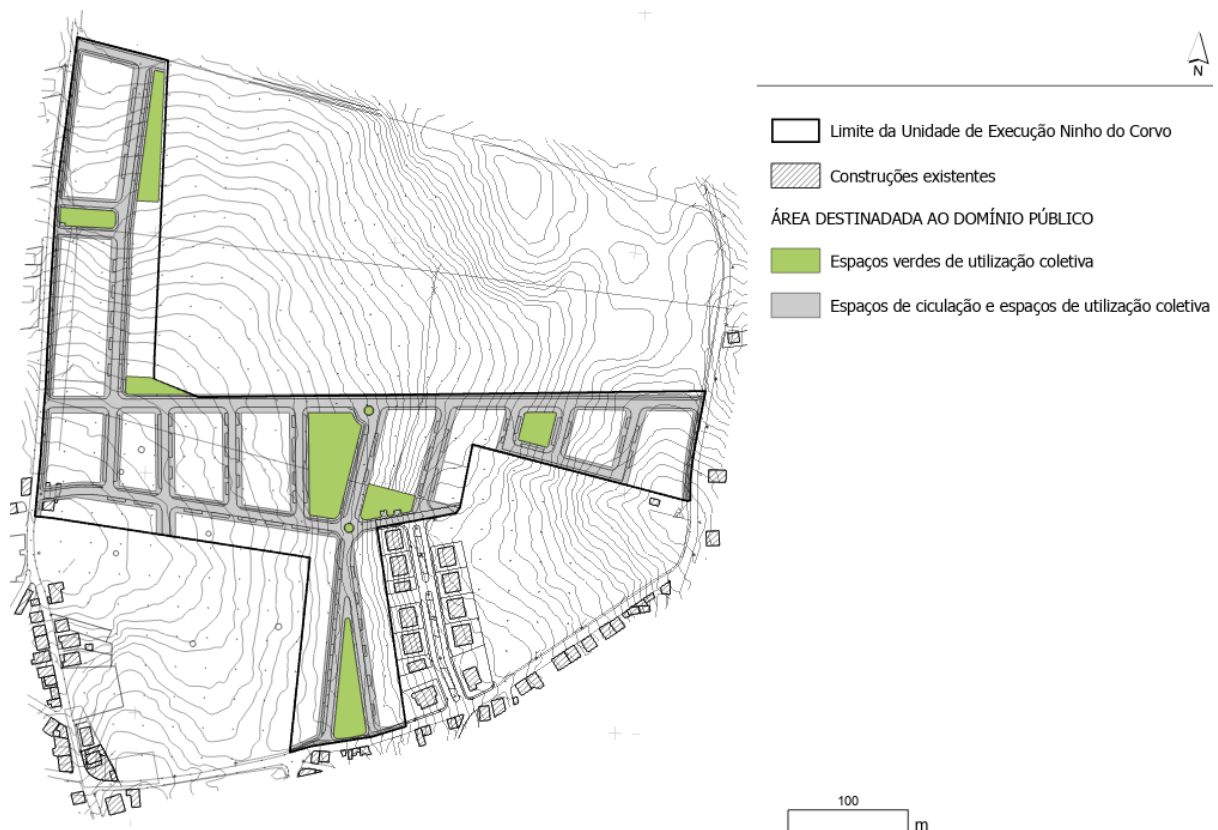 N
Limite da Unidade de Execução Ninho do Corvo
Construções existentes
ÁREA DESTINADADA AO DOMÍNIO PÚBLICO
Espaços verdes de utilização coletiva
Espaços de ciculação e espaços de utilização coletiva
100
m